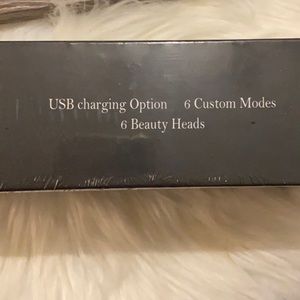 USB charging Option 6 Custom Modes
6 Beauty Heads